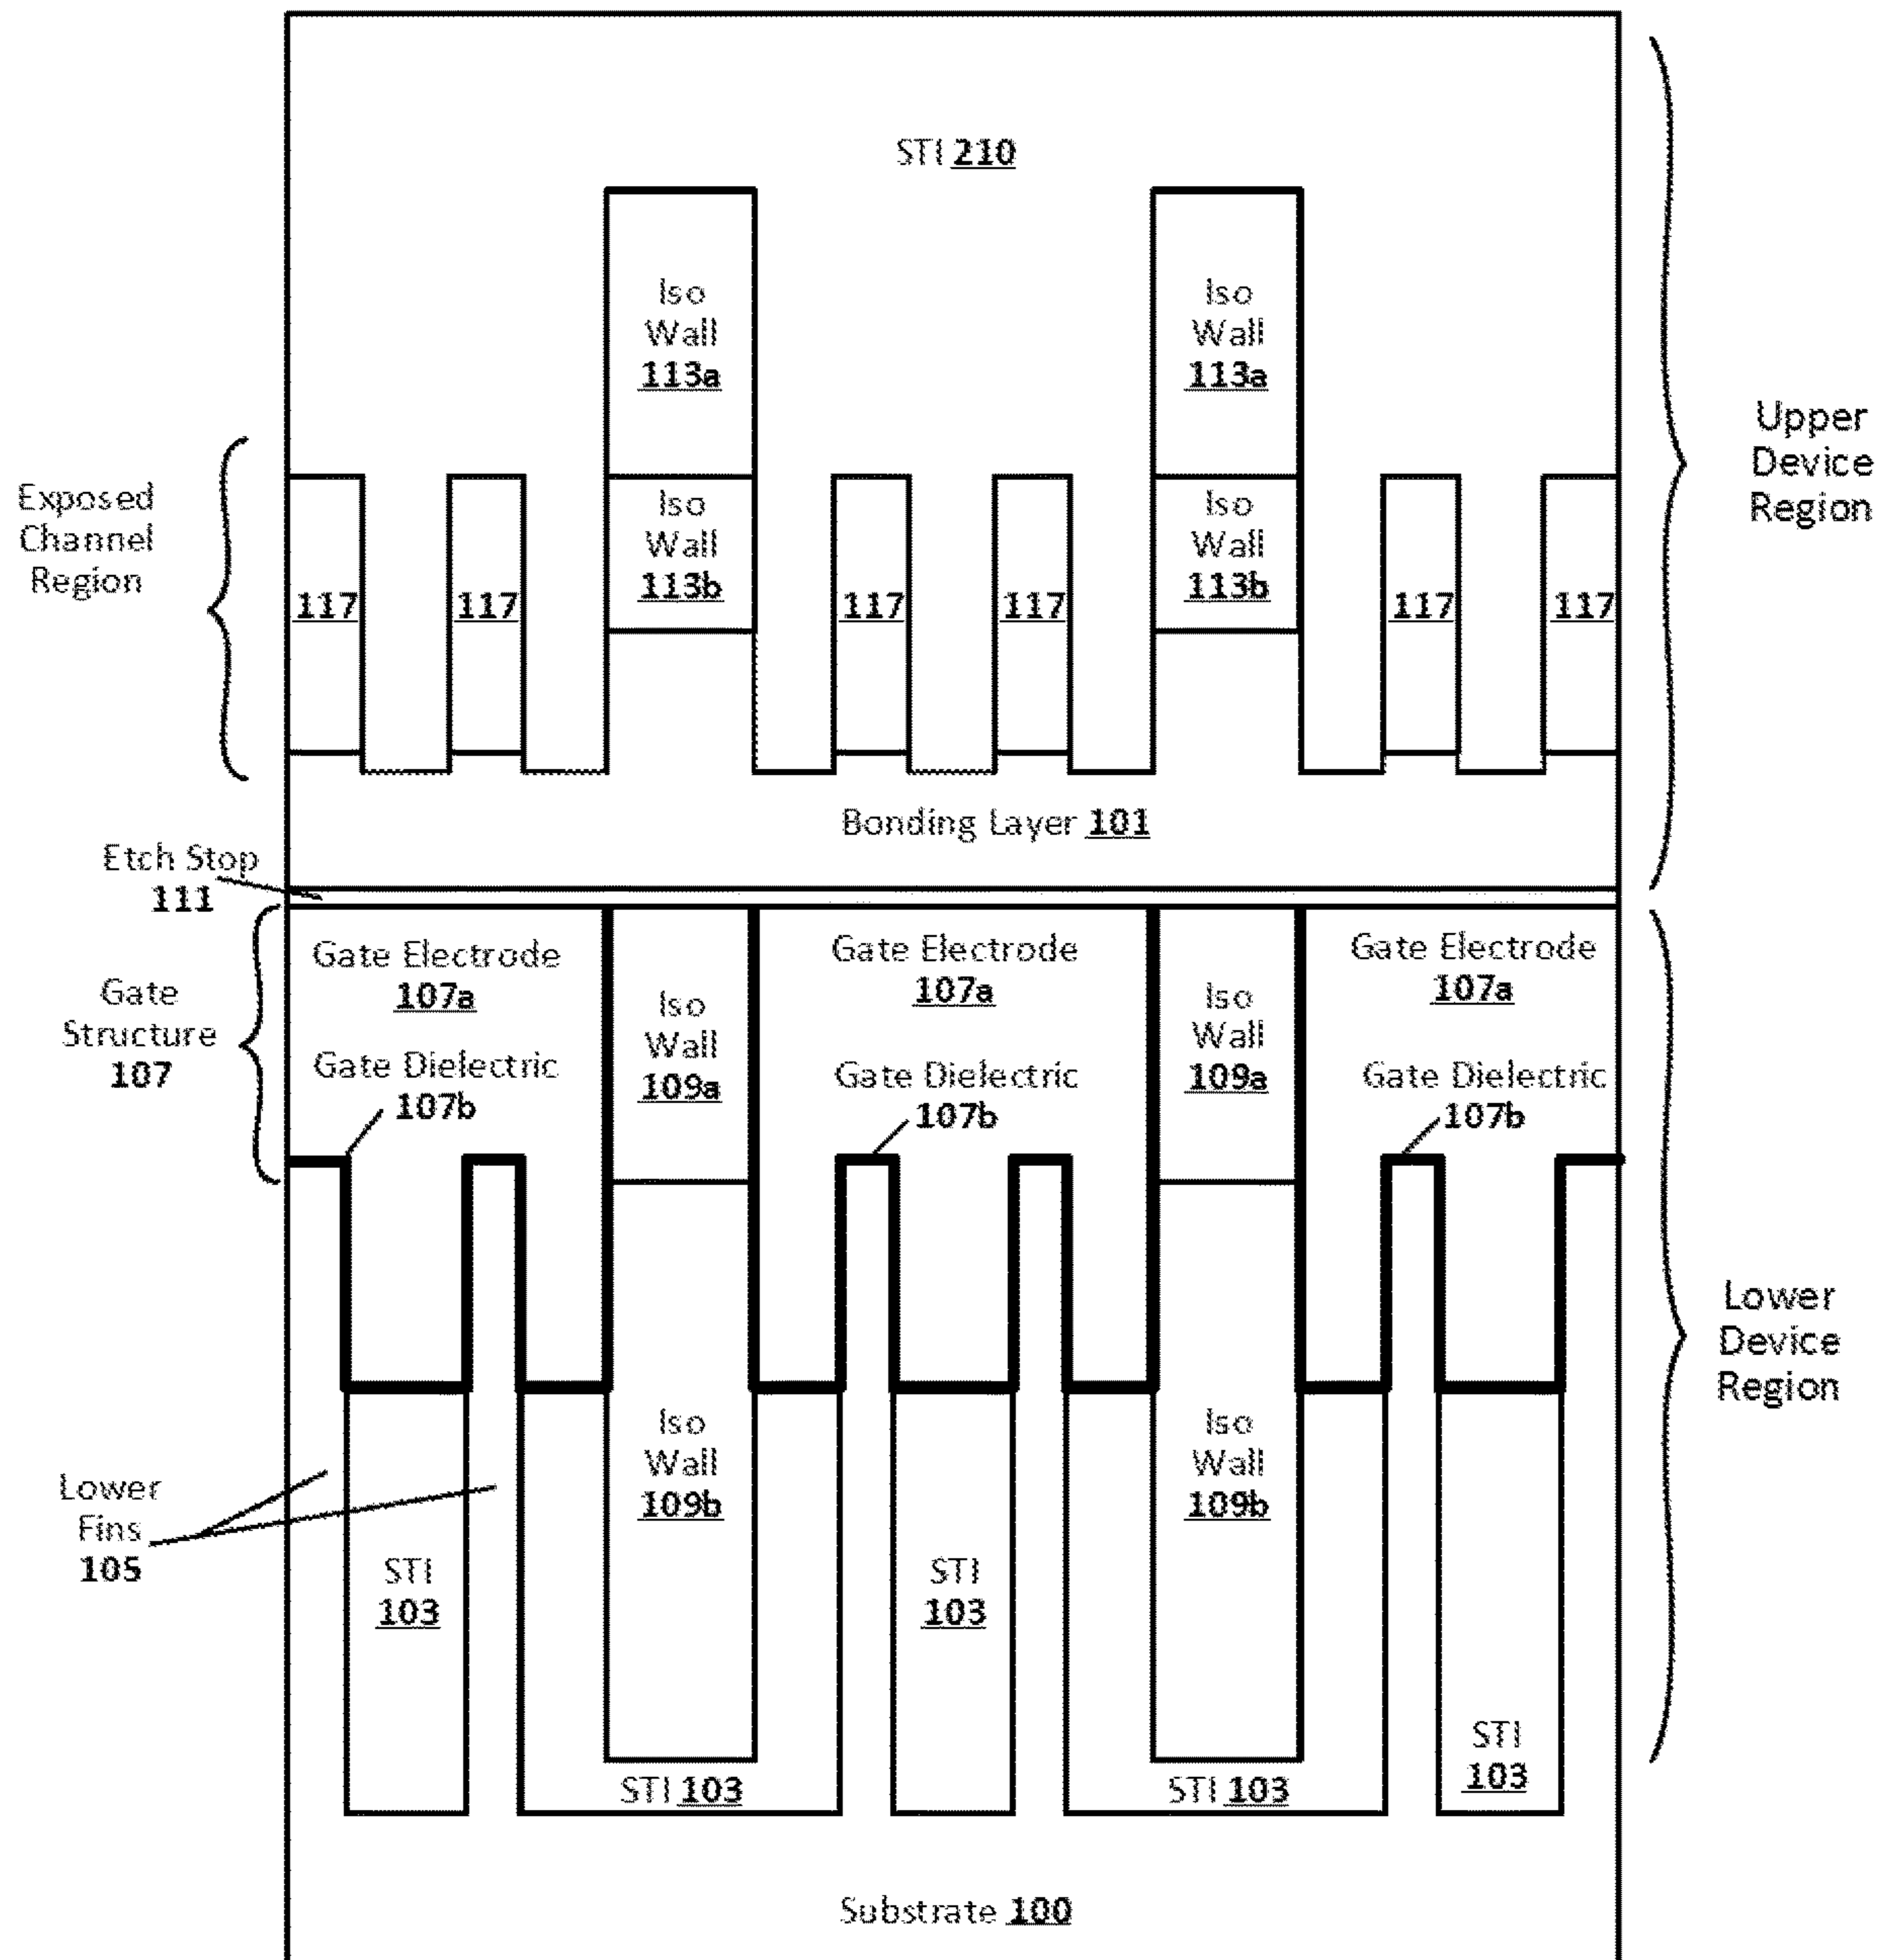 STI 210
Iso
Wall
113a
Iso
Wall
113a
Upper
Device
Region
Exposed
Channel
Region
Iso
Wall
113b
Iso
Wall
113b
117
117
117
117
117
117
Bonding Layer 101
Etch Stop
111
Gate
Structure
107
Gate Electrode
107a
Gate Dielectric
107b
Iso
Wall
109a
Gate Electrode
107a
Gate Dielectric
107b
Iso
Wall
109a
Gate Electrode
107a
Gate Dielectric
107b
Lower
Device
Region
Iso
Wall
109b
Iso
Wall
109b
Lower
Fins
105
STI
103
STI
103
STI
103
STI 103
STI 103
Substrate 100